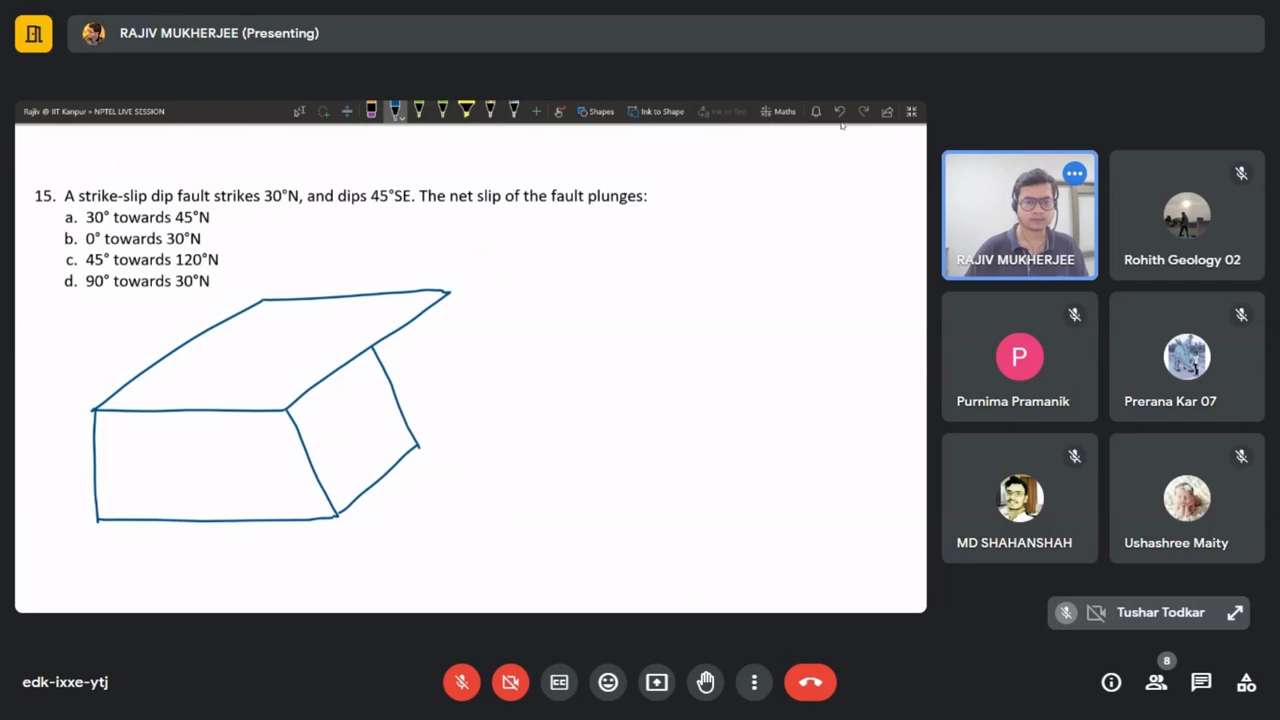 RAJIV MUKHERJEE (Presenting)
Rajiv @ IIT Kanpur » NPTEL LIVE SESSION
Shapes
Ink to Shape
Ink to Text
Maths
15. A strike-slip dip fault strikes 30°N, and dips 45°SE. The net slip of the fault plunges:
a. 30° towards 45°N
b. 0° towards 30°N
c. 45° towards 120°N
d. 90° towards 30°N
RAJIV MUKHERJEE
Rohith Geology 02
P
Purnima Pramanik
Prerana Kar 07
MD SHAHANSHAH
Ushashree Maity
Tushar Todkar
8
edk-ixxe-ytj